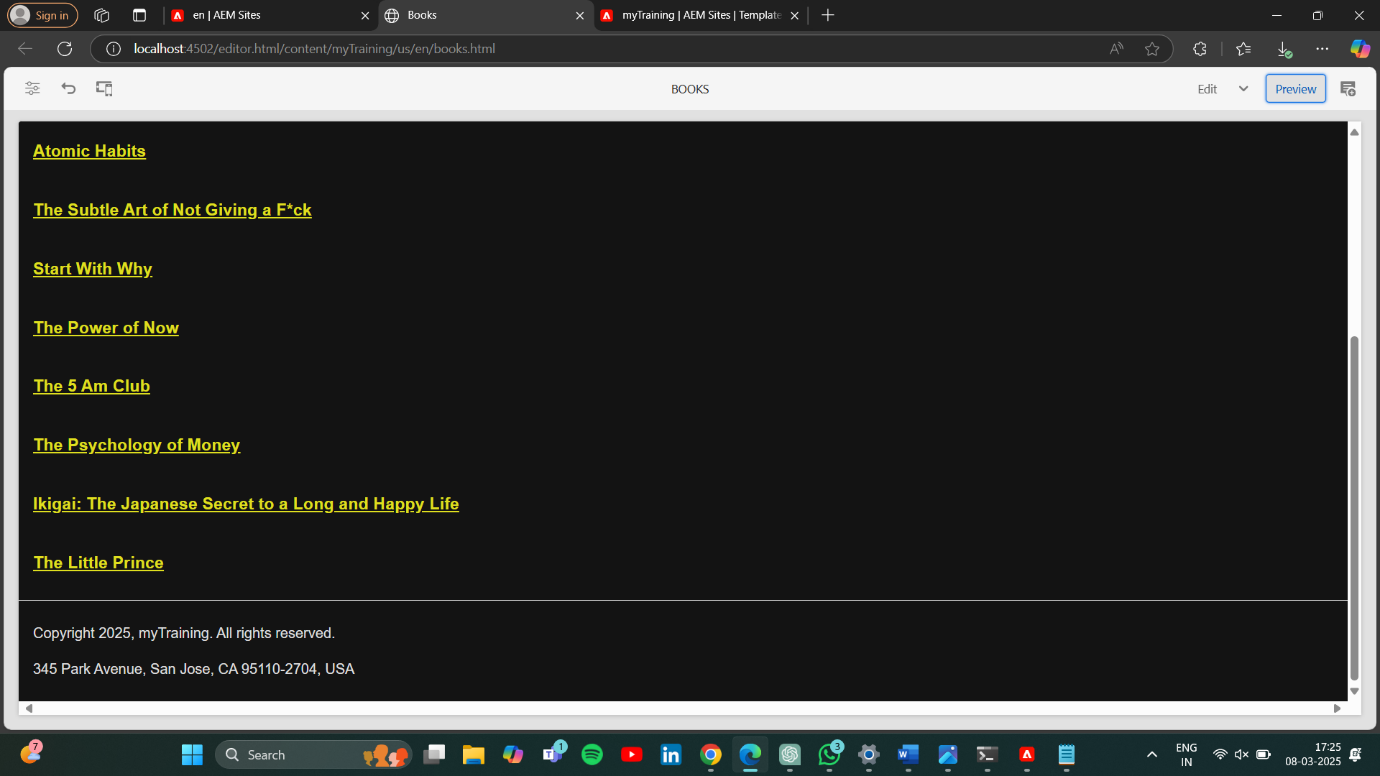 Sign in
en | AEM Sites
Books
myTraining | AEM Sites | Template
localhost:4502/editor.html/content/myTraining/us/en/books.html
BOOKS
Edit
Preview
Atomic Habits
The Subtle Art of Not Giving a F*ck
Start With Why
The Power of Now
The 5 Am Club
The Psychology of Money
Ikigai: The Japanese Secret to a Long and Happy Life
The Little Prince
Copyright 2025, myTraining. All rights reserved.
345 Park Avenue, San Jose, CA 95110-2704, USA
7
Search
1
3
ENG
IN
17:25
08-03-2025